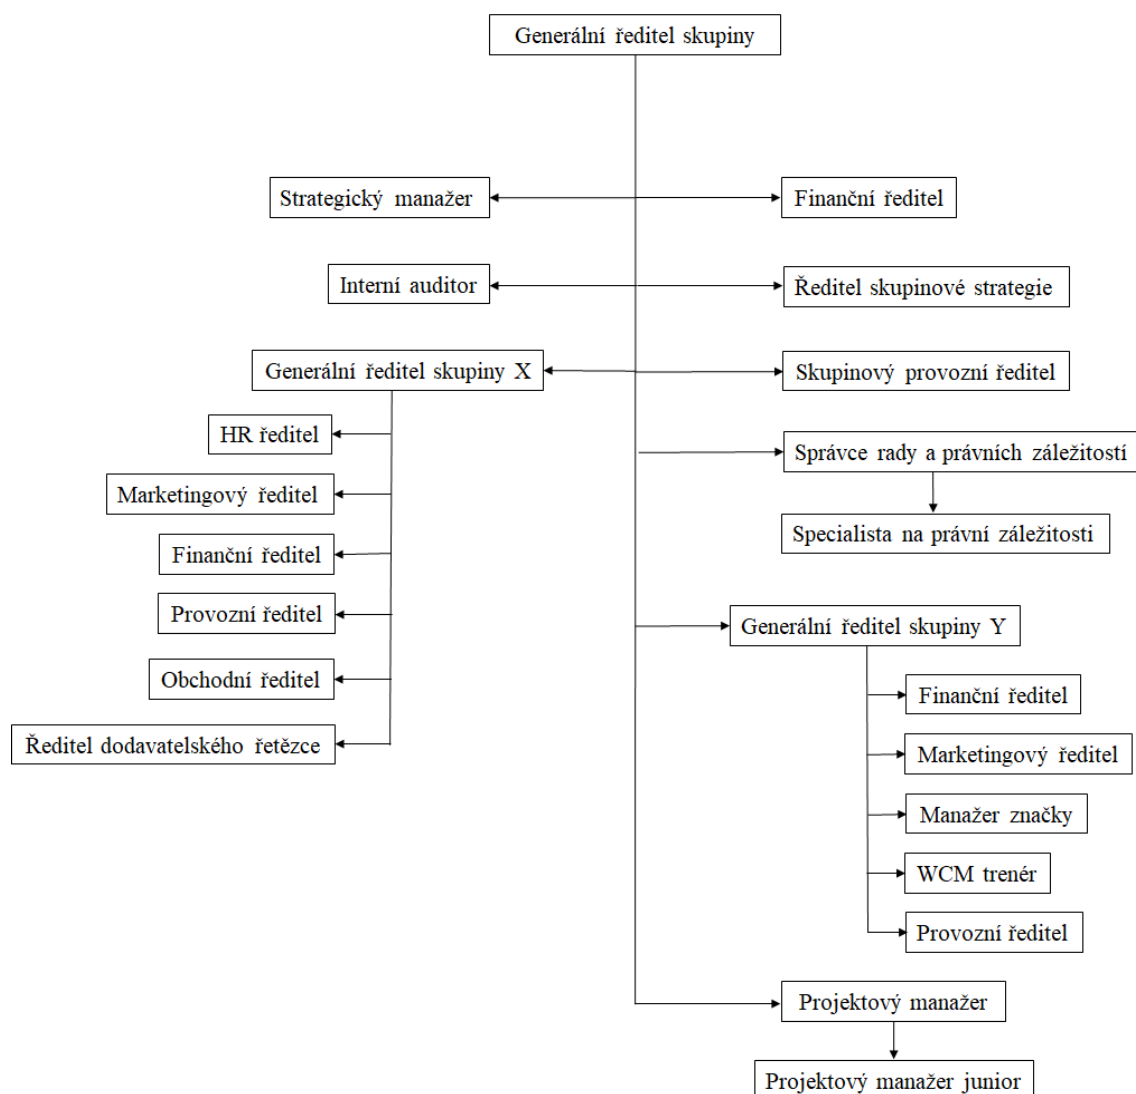 Generální ředitel skupiny
Strategický manažer
Finanční ředitel
Interní auditor
Ředitel skupinové strategie
Generální ředitel skupiny X
Skupinový provozní ředitel
HR ředitel
Správce rady a právních záležitostí
Marketingový ředitel
Specialista na právní záležitosti
Finanční ředitel
Provozní ředitel
Generální ředitel skupiny Y
Obchodní ředitel
Finanční ředitel
Ředitel dodavatelského řetězce
Marketingový ředitel
Manažer značky
WCM trenér
Provozní ředitel
Projektový manažer
Projektový manažer junior